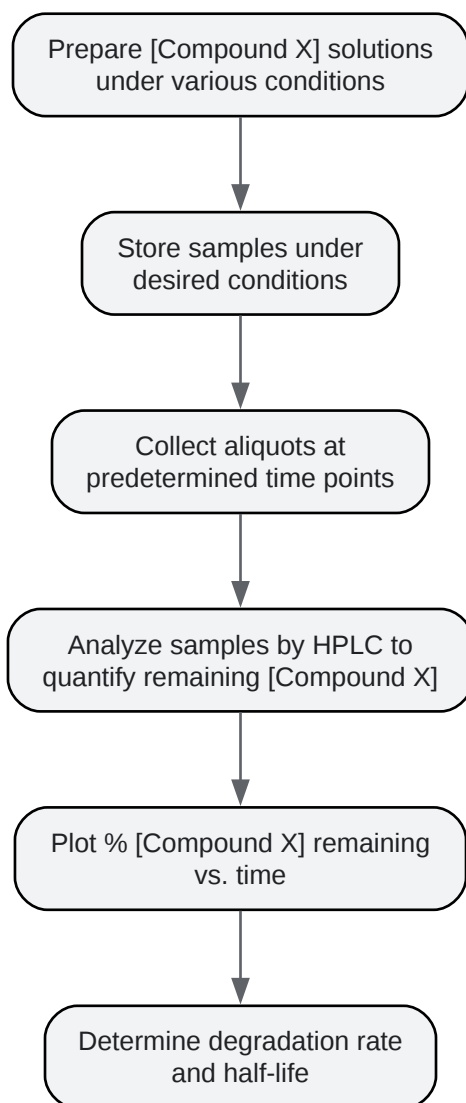 Prepare [Compound X] solutions
under various conditions
Store samples under
desired conditions
Collect aliquots at
predetermined time points
Analyze samples by HPLC to
quantify remaining [Compound X]
Plot % [Compound X] remaining
vs. time
Determine degradation rate
and half-life